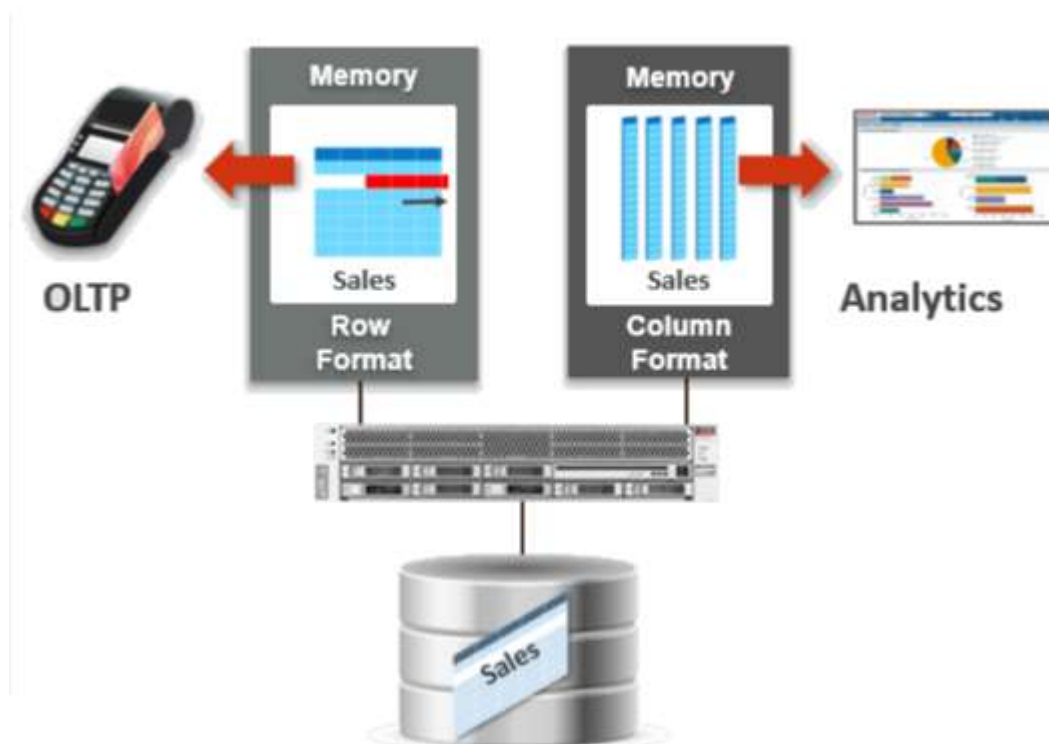 Memory
Sales
Row
Format
OLTP
Memory
Sales
Column
Format
Analytics
Sales